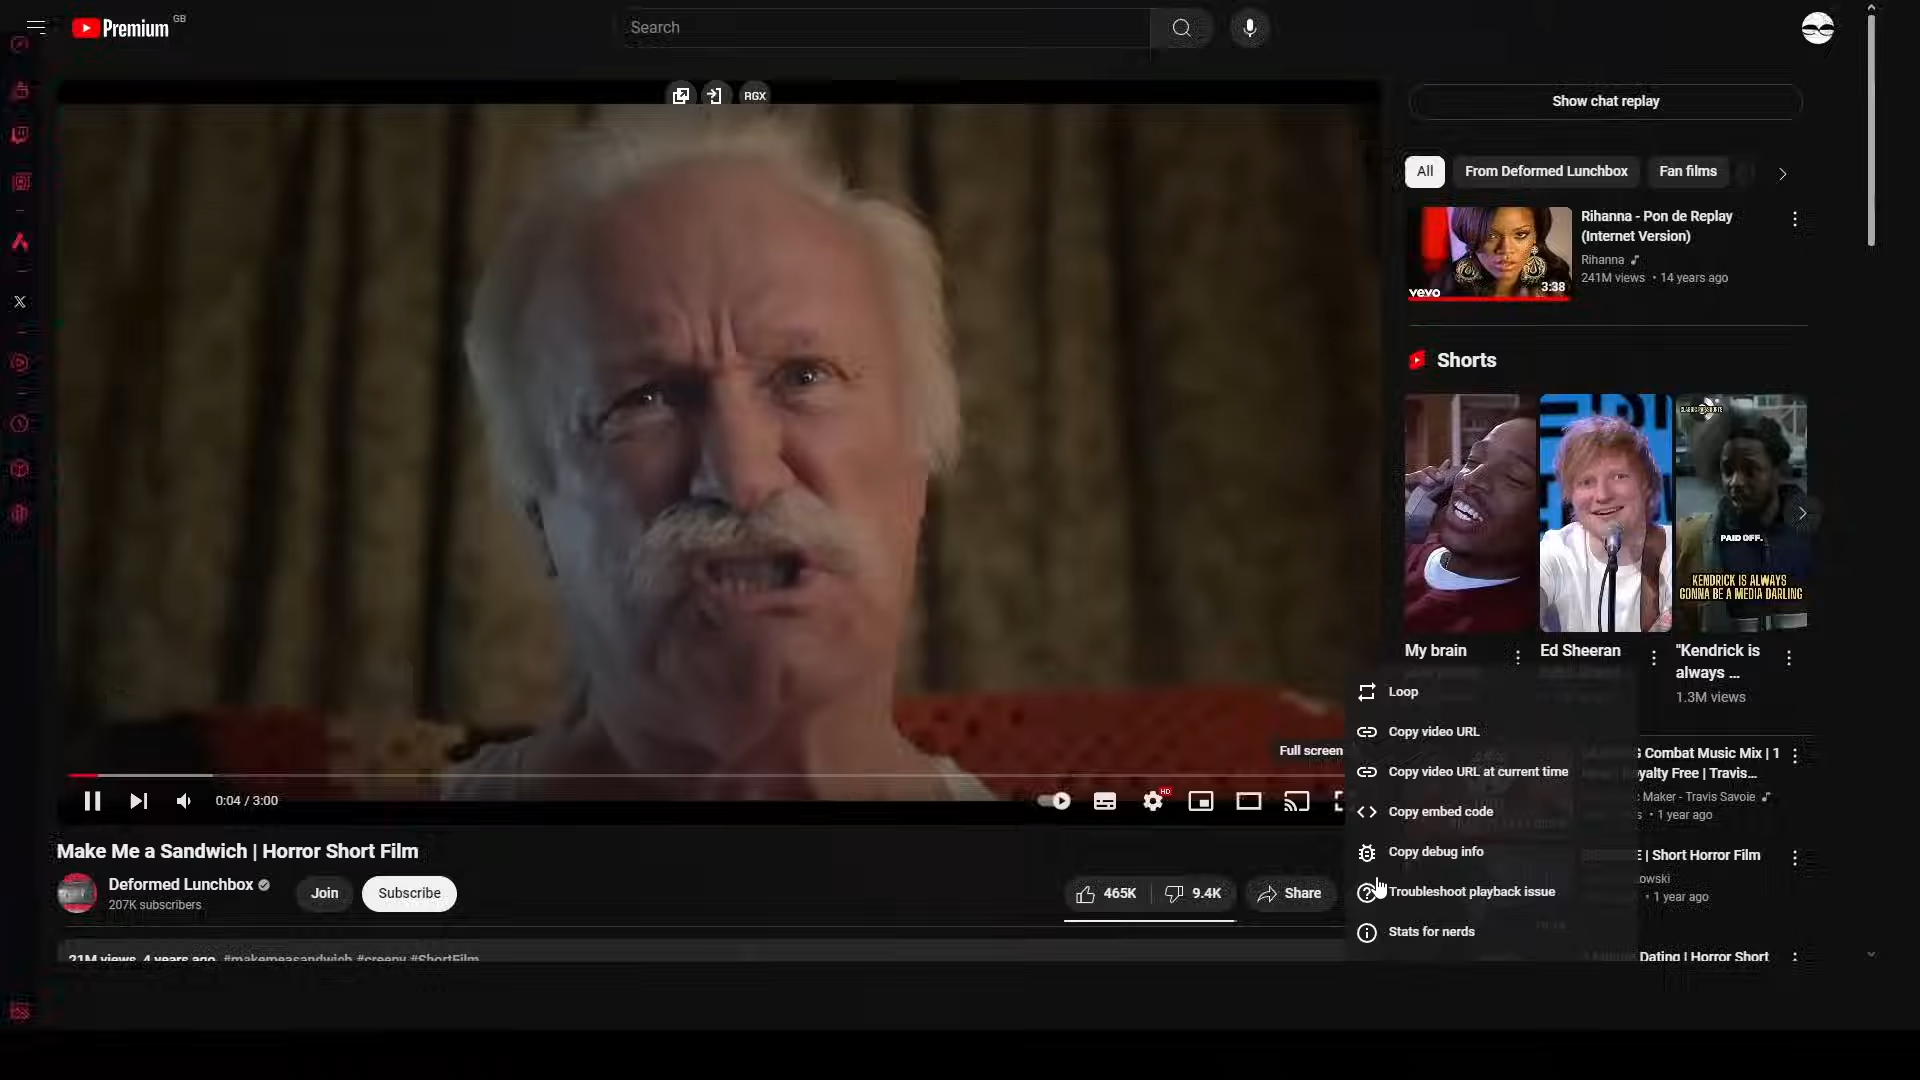 Premium
GB
Search
RGX
Show chat replay
All
From Deformed Lunchbox
Fan films
Rihanna - Pon de Replay
(Internet Version)
Rihanna
241M views • 14 years ago
vevo
3:38
Shorts
PAID OFF.
KENDRICK IS ALWAYS
GONNA BE A MEDIA DARLING
My brain
Ed Sheeran
"Kendrick is
always ...
1.3M views
Full screen
0:04 / 3:00
HD
Loop
Copy video URL
Copy video URL at current time
Copy embed code
Copy debug info
Troubleshoot playback issue
Stats for nerds
Combat Music Mix | 1
yalty Free | Travis...
Maker - Travis Savoie
• 1 year ago
E | Short Horror Film
owski
• 1 year ago
Dating | Horror Short
Make Me a Sandwich | Horror Short Film
Deformed Lunchbox
207K subscribers
Join
Subscribe
465K
9.4K
Share
21M views 4 years ago #makemeasandwich #creepy #ShortFilm